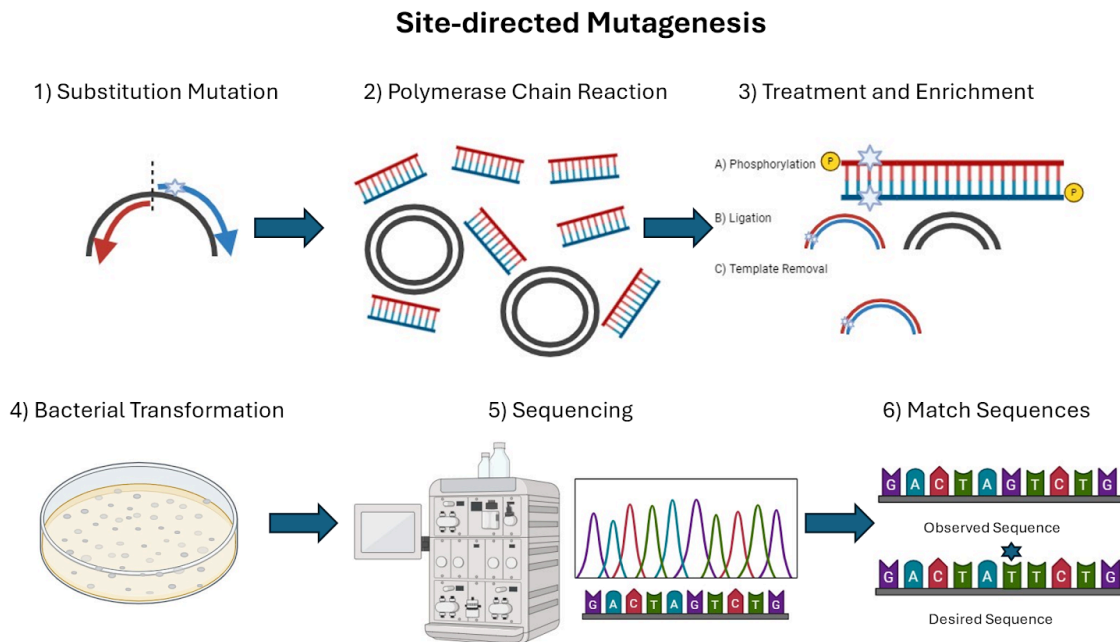 Site-directed Mutagenesis
1) Substitution Mutation
2) Polymerase Chain Reaction
3) Treatment and Enrichment
A) Phosphorylation
P
P
B) Ligation
C) Template Removal
4) Bacterial Transformation
5) Sequencing
6) Match Sequences
G A C T A G T C T G
G A C T A G T C T G
Observed Sequence
G A C T A T T C T G
Desired Sequence